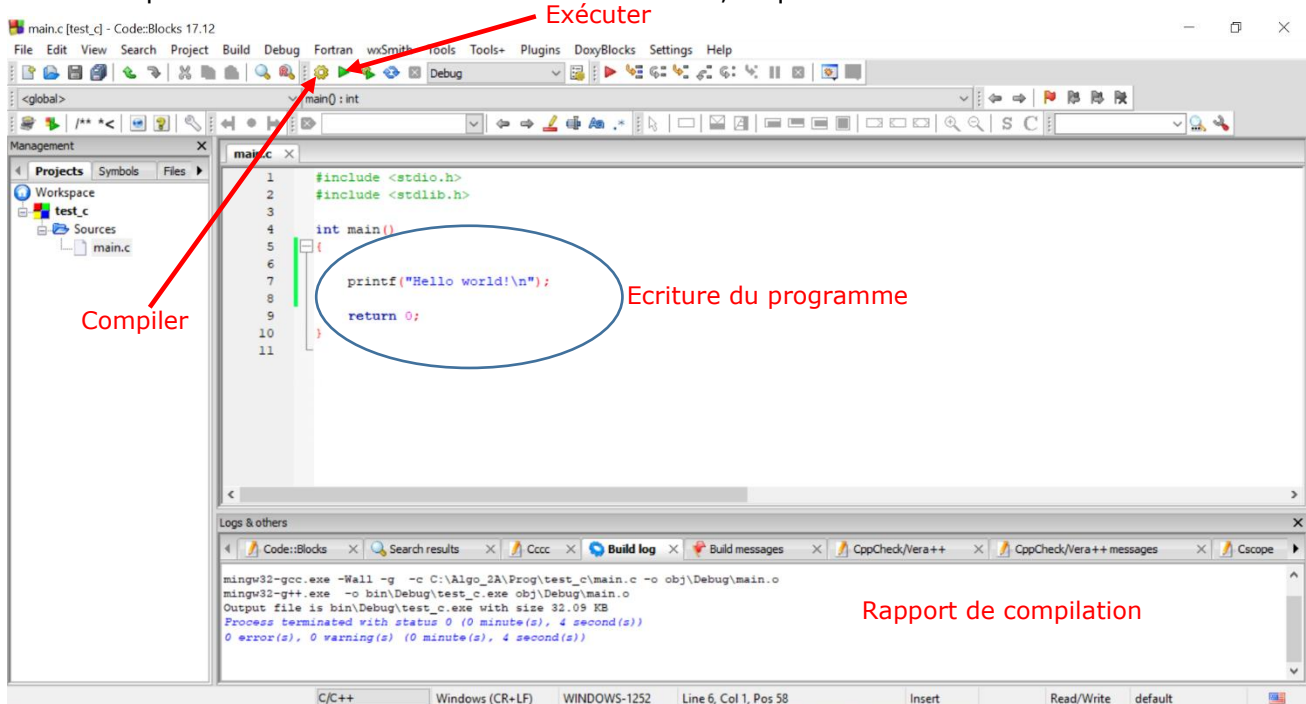 Exécuter
main.c [test_c] - Code::Blocks 17.12
File Edit View Search Project Build Debug Fortran wxSmith Tools Tools+ Plugins DoxyBlocks Settings Help
Debug
<global> main() : int
/** *< S C
Management
main.c
Projects Symbols Files
Workspace
test_c
Sources
main.c
1 #include <stdio.h>
2 #include <stdlib.h>
3
4 int main()
5 {
6
7 printf("Hello world!\n");
8
9 return 0;
10 }
11
Ecriture du programme
Compiler
Logs & others
Code::Blocks Search results Cccc Build log Build messages CppCheck/Vera++ CppCheck/Vera++ messages Cscope
mingw32-gcc.exe -Wall -g -c C:\Algo_2A\Prog\test_c\main.c -o obj\Debug\main.o
mingw32-g++.exe -o bin\Debug\test_c.exe obj\Debug\main.o
Output file is bin\Debug\test_c.exe with size 32.09 KB
Process terminated with status 0 (0 minute(s), 4 second(s))
0 error(s), 0 warning(s) (0 minute(s), 4 second(s))
Rapport de compilation
C/C++ Windows (CR+LF) WINDOWS-1252 Line 6, Col 1, Pos 58 Insert Read/Write default